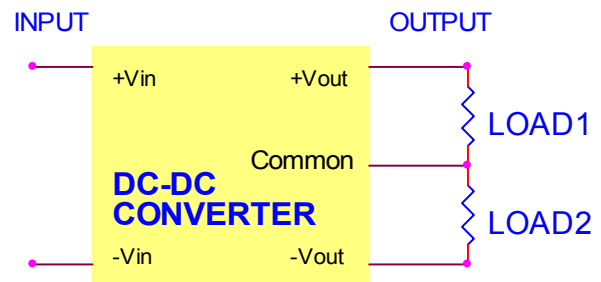 INPUT
OUTPUT
+Vin
+Vout
LOAD1
Common
DC-DC
CONVERTER
LOAD2
-Vin
-Vout